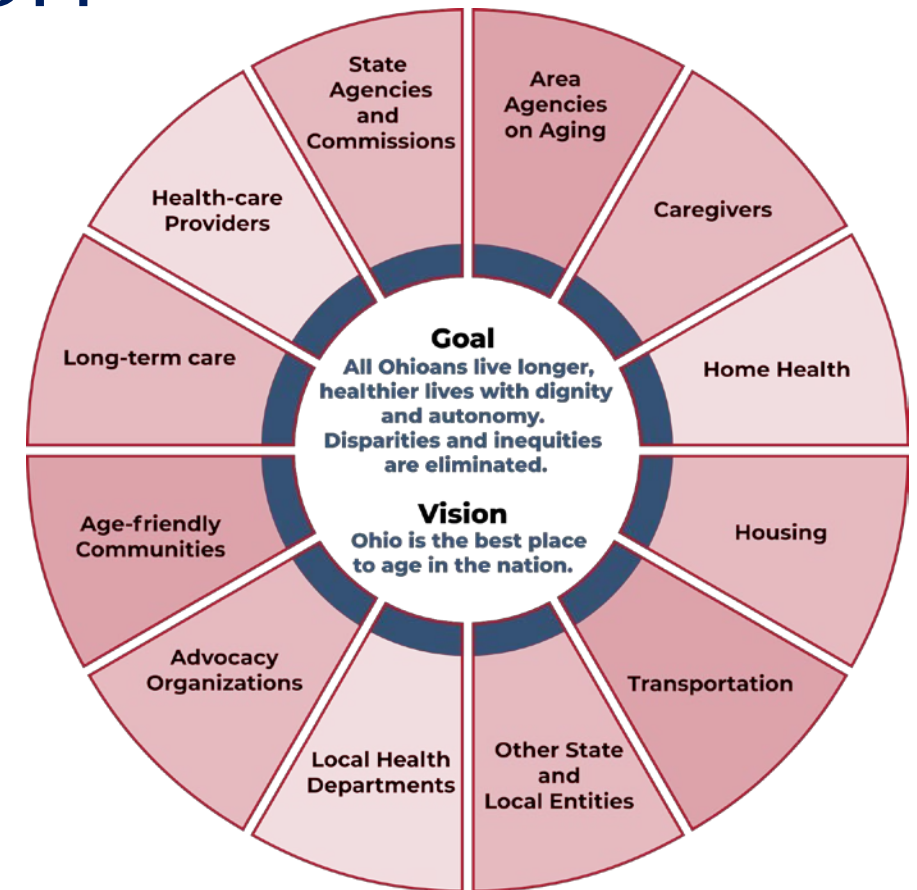 State
Agencies
and
Commissions
Area
Agencies
on Aging
Caregivers
Home Health
Housing
Transportation
Other State
and
Local Entities
Local Health
Departments
Advocacy
Organizations
Age-friendly
Communities
Long-term care
Health-care
Providers
Goal
All Ohioans live longer,
healthier lives with dignity
and autonomy.
Disparities and inequities
are eliminated.
Vision
Ohio is the best place
to age in the nation.